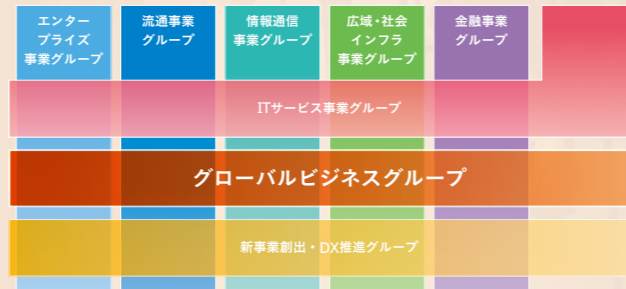 エンター
プライズ
事業グループ
流通事業
グループ
情報通信
事業グループ
広域・社会
インフラ
事業グループ
金融事業
グループ
ITサービス事業グループ
グローバルビジネスグループ
新事業創出・DX推進グループ